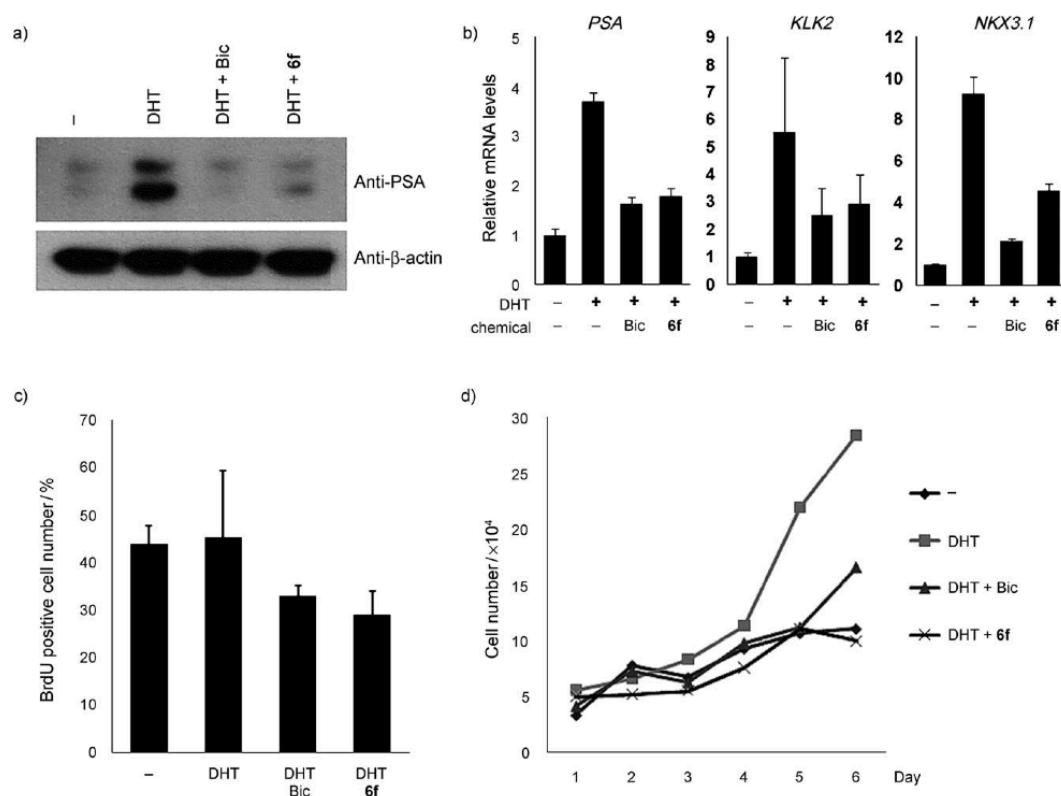 a)
–
DHT
DHT + Bic
DHT + 6f
Anti-PSA
Anti-β-actin
b)
PSA
KLK2
NKX3.1
Relative mRNA levels
5
4
3
2
1
0
9
8
7
6
5
4
3
2
1
0
12
10
8
6
4
2
0
DHT – + + + – + + + – + + +
chemical – – Bic 6f – – Bic 6f – – Bic 6f
c)
BrdU positive cell number / %
70
60
50
40
30
20
10
0
– DHT DHT DHT
Bic 6f
d)
Cell number / ×10⁴
30
25
20
15
10
5
0
1 2 3 4 5 6 Day
–
DHT
DHT + Bic
DHT + 6f